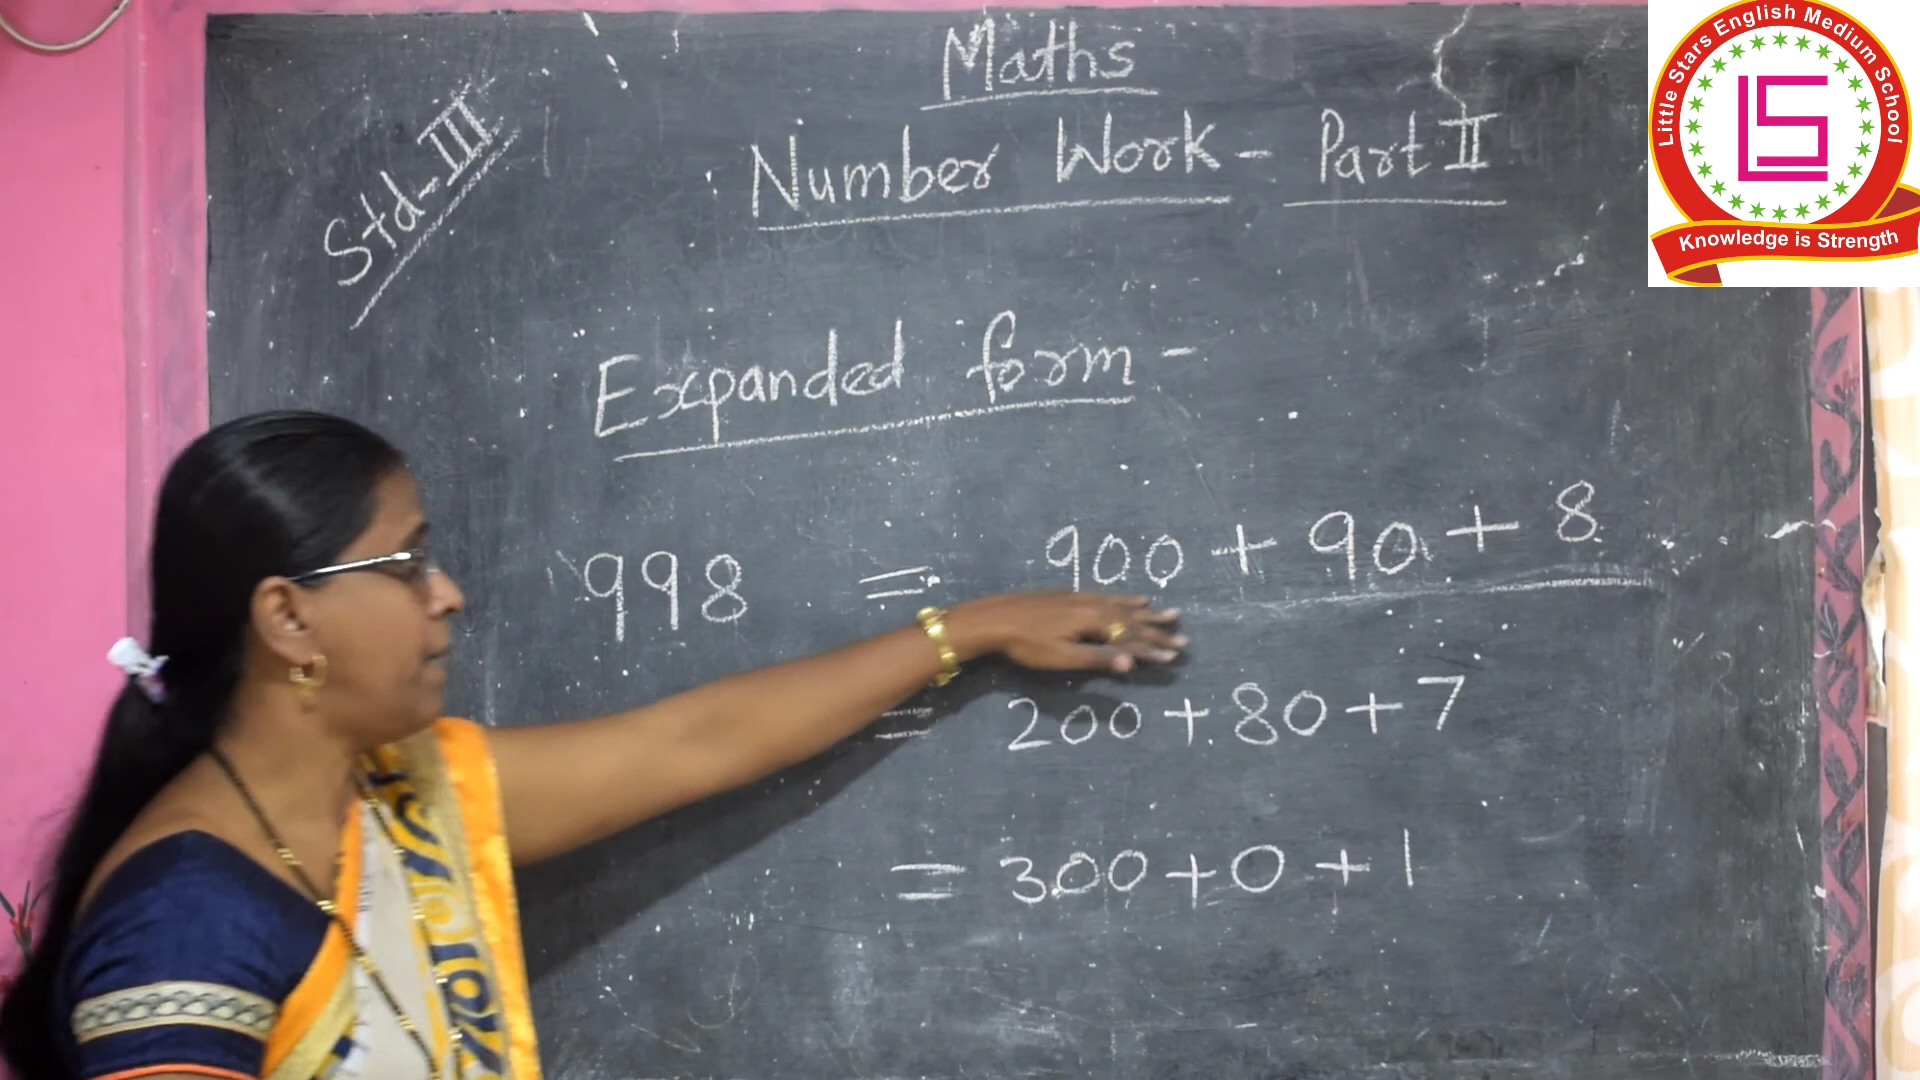 Maths
Std-III
Number Work - Part II
Expanded form -
998 = 900 + 90 + 8
= 200 + 80 + 7
= 300 + 0 + 1
Little Stars English Medium School
LS
Knowledge is Strength